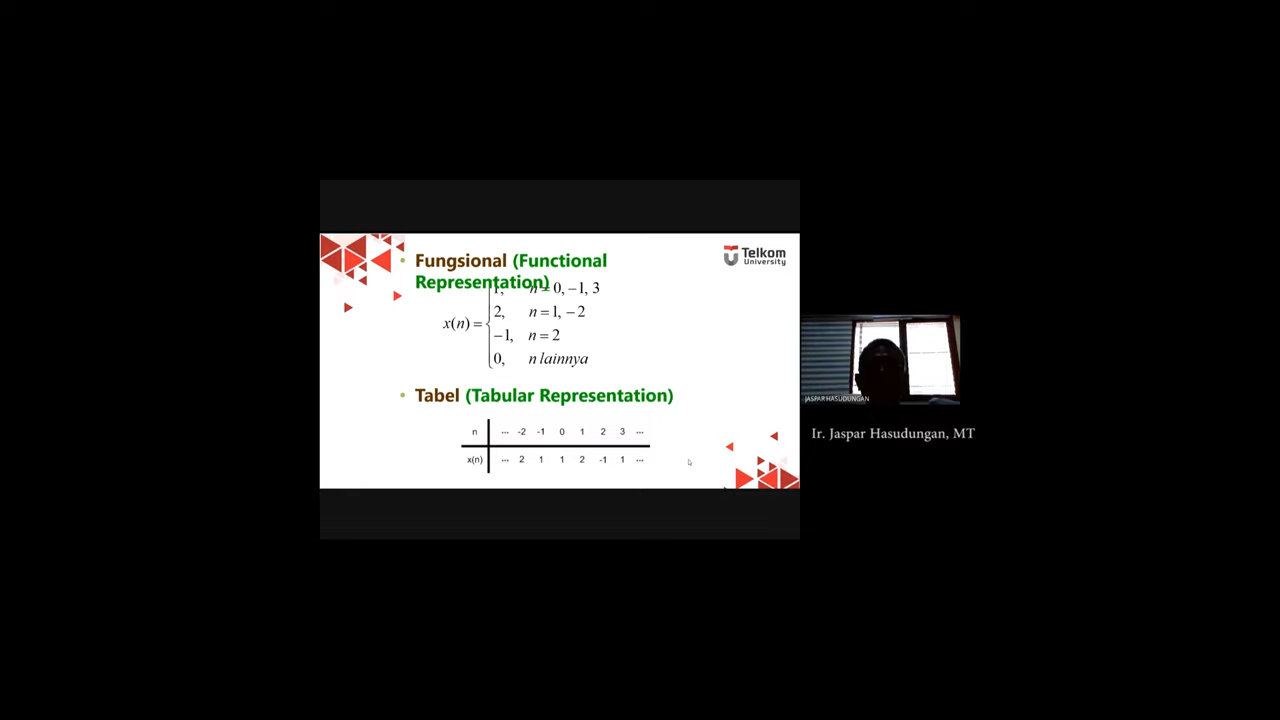 Fungsional (Functional
Representation)
Telkom
University
x(n) =
1, n = 0, −1, 3
2, n = 1, −2
−1, n = 2
0, n lainnya
Tabel (Tabular Representation)
n ... -2 -1 0 1 2 3 ...
x(n) ... 2 1 1 2 -1 1 ...
JASPAR HASUDUNGAN
Ir. Jaspar Hasudungan, MT